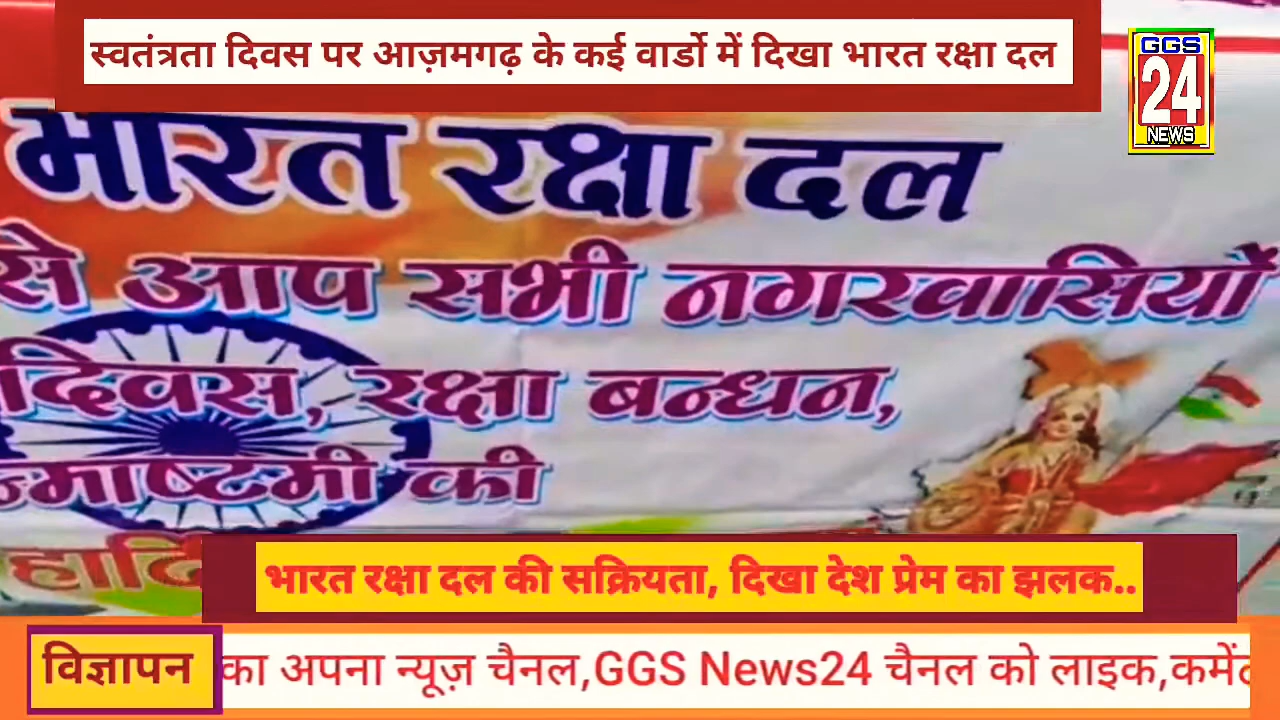 स्वतंत्रता दिवस पर आज़मगढ़ के कई वार्डो में दिखा भारत रक्षा दल
GGS
24
NEWS
भारत रक्षा दल
से आप सभी नगरवासियों
दिवस, रक्षा बन्धन,
न्माष्टमी की
हार्दि
भारत रक्षा दल की सक्रियता, दिखा देश प्रेम का झलक..
विज्ञापन
का अपना न्यूज़ चैनल,GGS News24 चैनल को लाइक,कमेंट